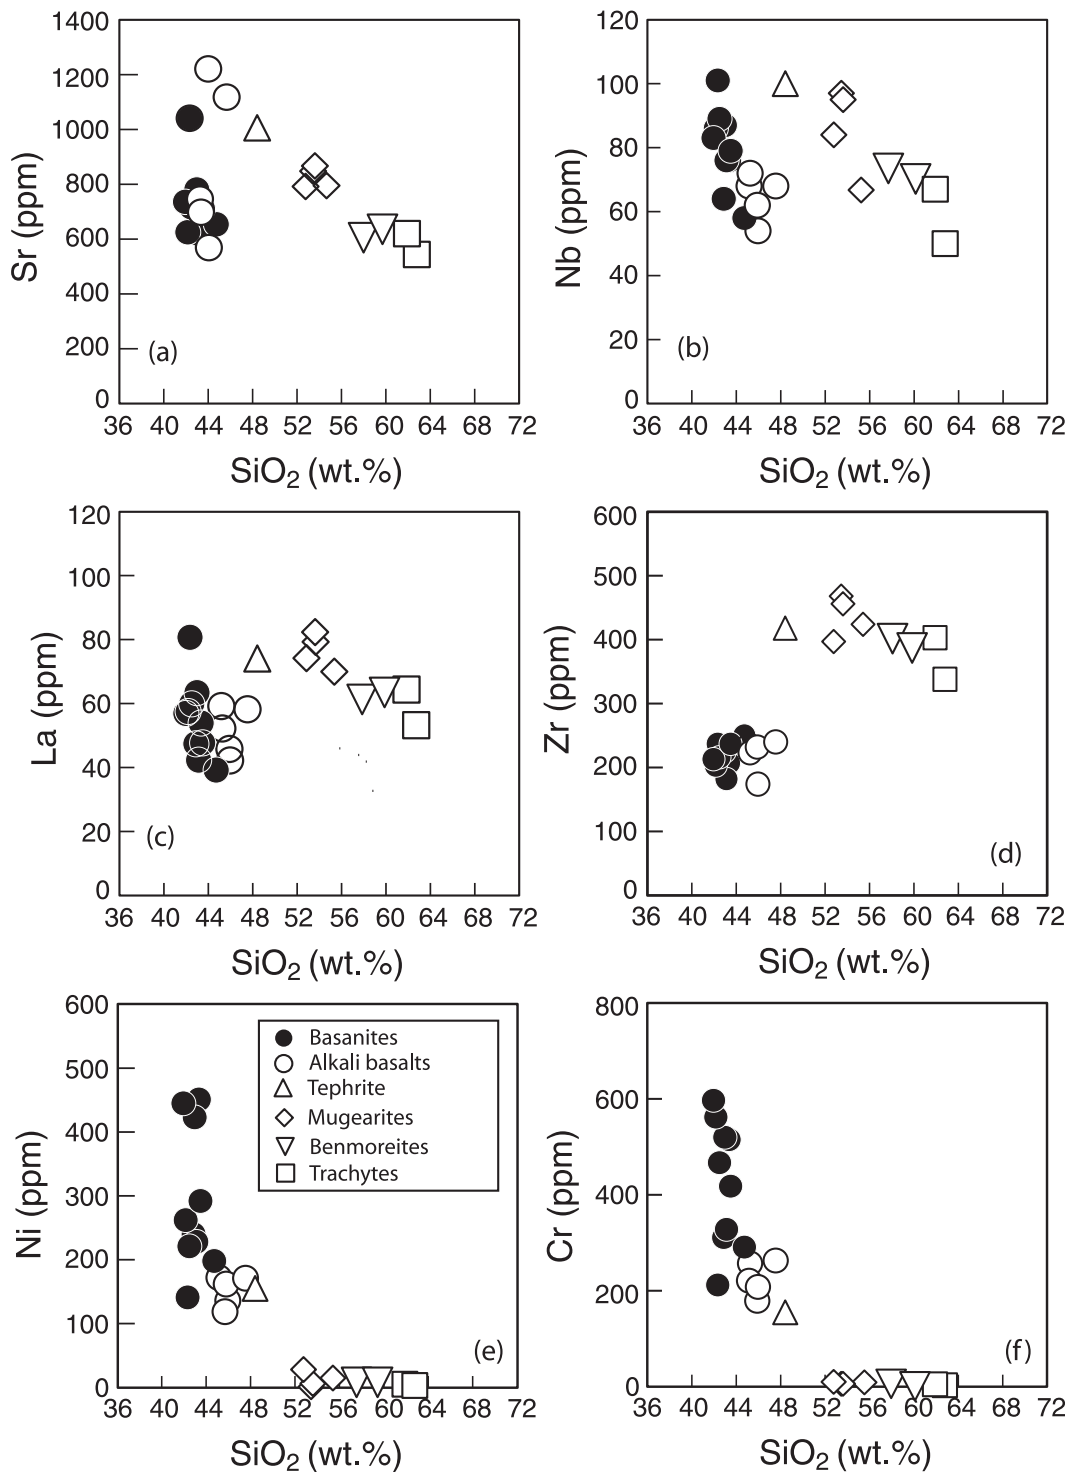 1400
1200
1000
800
600
400
200
0
Sr (ppm)
(a)
36 40 44 48 52 56 60 64 68 72
SiO2 (wt.%)
120
100
80
60
40
20
0
Nb (ppm)
(b)
36 40 44 48 52 56 60 64 68 72
SiO2 (wt.%)
120
100
80
60
40
20
0
La (ppm)
(c)
36 40 44 48 52 56 60 64 68 72
SiO2 (wt.%)
600
500
400
300
200
100
0
Zr (ppm)
(d)
36 40 44 48 52 56 60 64 68 72
SiO2 (wt.%)
600
500
400
300
200
100
0
Ni (ppm)
Basanites
Alkali basalts
Tephrite
Mugearites
Benmoreites
Trachytes
(e)
36 40 44 48 52 56 60 64 68 72
SiO2 (wt.%)
800
600
400
200
0
Cr (ppm)
(f)
36 40 44 48 52 56 60 64 68 72
SiO2 (wt.%)